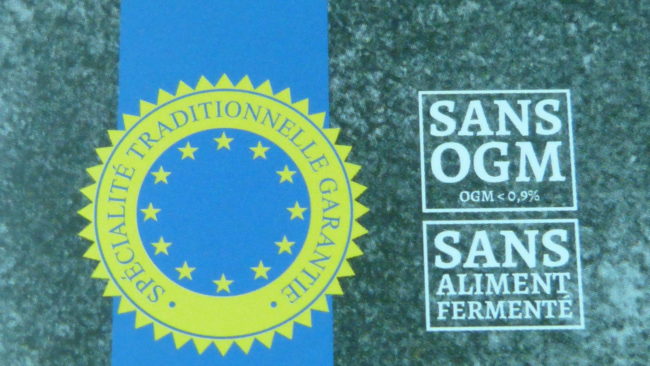 • SPÉCIALITÉ TRADITIONNELLE GARANTIE •
SANS
OGM
OGM < 0,9%
SANS
ALIMENT
FERMENTÉ